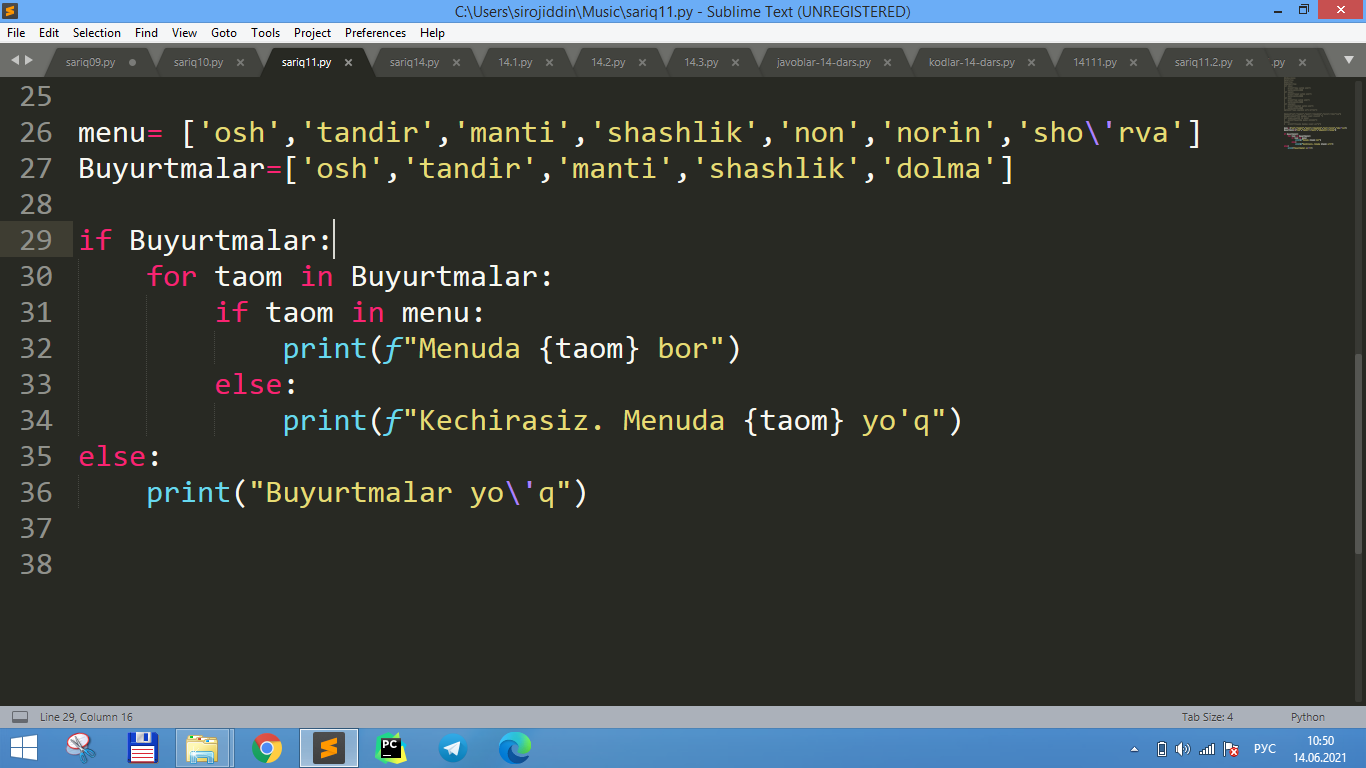 C:\Users\sirojiddin\Music\sariq11.py - Sublime Text (UNREGISTERED)
File Edit Selection Find View Goto Tools Project Preferences Help
sariq09.py sariq10.py sariq11.py sariq14.py 14.1.py 14.2.py 14.3.py javoblar-14-dars.py kodlar-14-dars.py 14111.py sariq11.2.py .py
25
26 menu= ['osh','tandir','manti','shashlik','non','norin','sho\'rva']
27 Buyurtmalar=['osh','tandir','manti','shashlik','dolma']
28
29 if Buyurtmalar:
30     for taom in Buyurtmalar:
31         if taom in menu:
32             print(f"Menuda {taom} bor")
33         else:
34             print(f"Kechirasiz. Menuda {taom} yo'q")
35 else:
36     print("Buyurtmalar yo\'q")
37
38
Line 29, Column 16 Tab Size: 4 Python
PC
РУС
10:50
14.06.2021